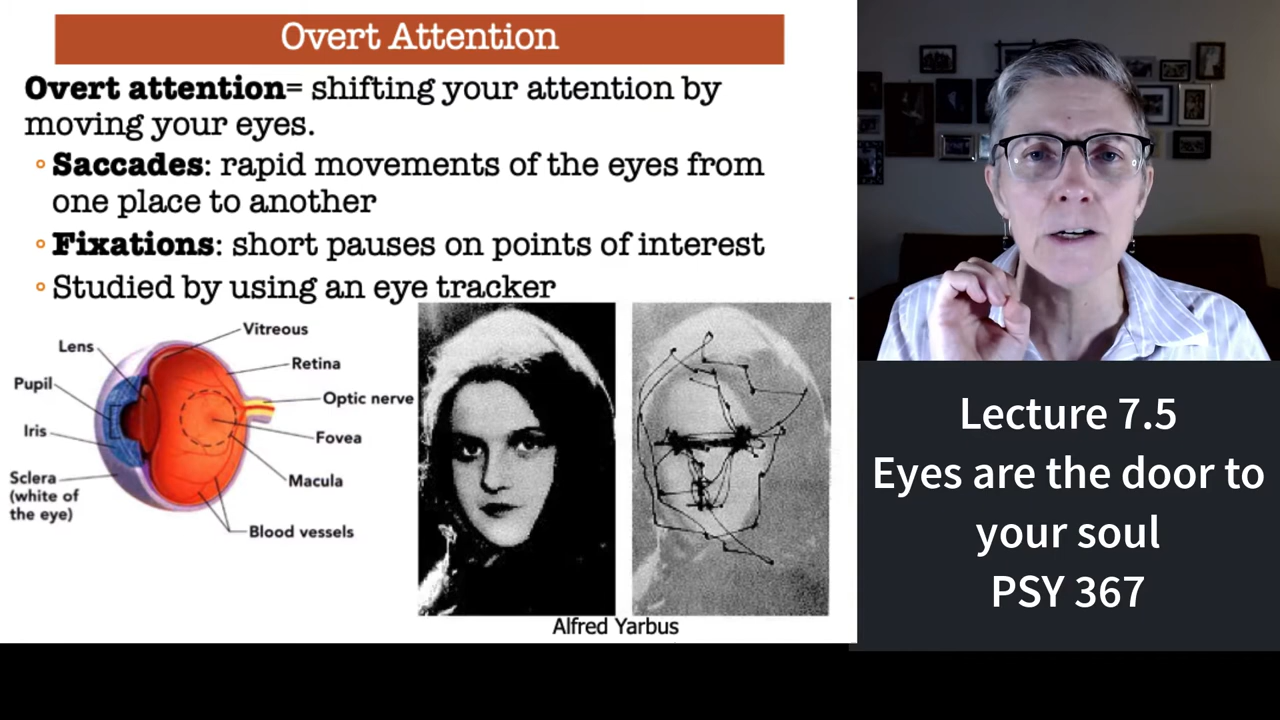 Overt Attention
Overt attention= shifting your attention by
moving your eyes.
Saccades: rapid movements of the eyes from
one place to another
Fixations: short pauses on points of interest
Studied by using an eye tracker
Vitreous
Lens
Retina
Pupil
Optic nerve
Iris
Fovea
Sclera
(white of
the eye)
Macula
Blood vessels
Alfred Yarbus
Lecture 7.5
Eyes are the door to
your soul
PSY 367